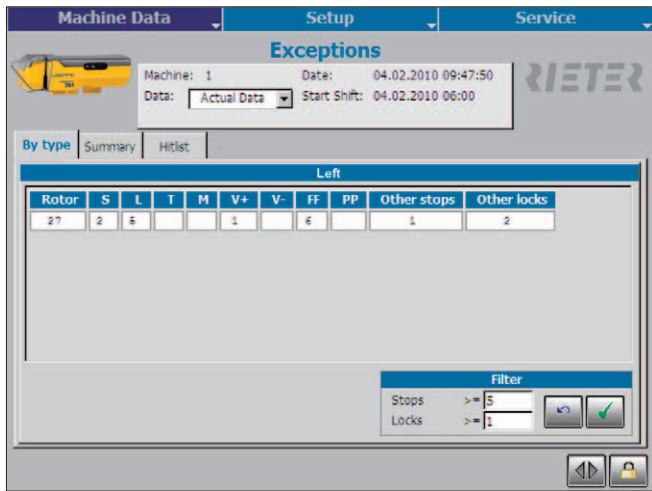 Machine Data Setup Service
Exceptions
Machine: 1 Date: 04.02.2010 09:47:50
Data: Actual Data Start Shift: 04.02.2010 06:00
RIETER
By type Summary Hitlist
Left
Rotor S L T M V+ V- FF PP Other stops Other locks
27 2 1 1 2
Filter
Stops >= 5
Locks >= 1